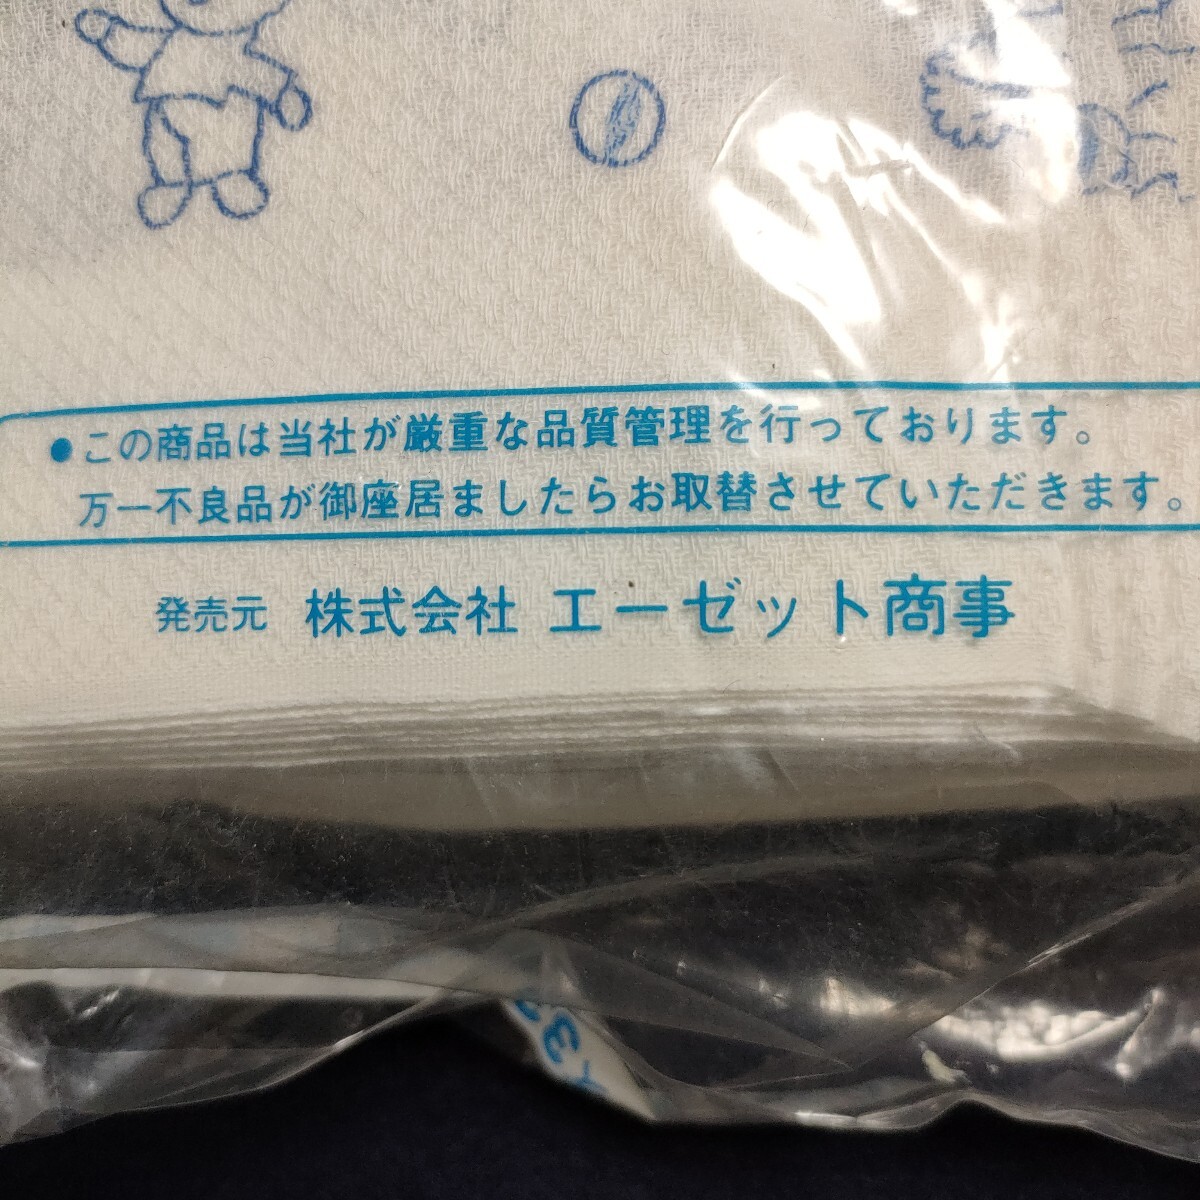 ●この商品は当社が厳重な品質管理を行っております。
万一不良品が御座居ましたらお取替させていただきます。
発売元 株式会社 エーゼット商事